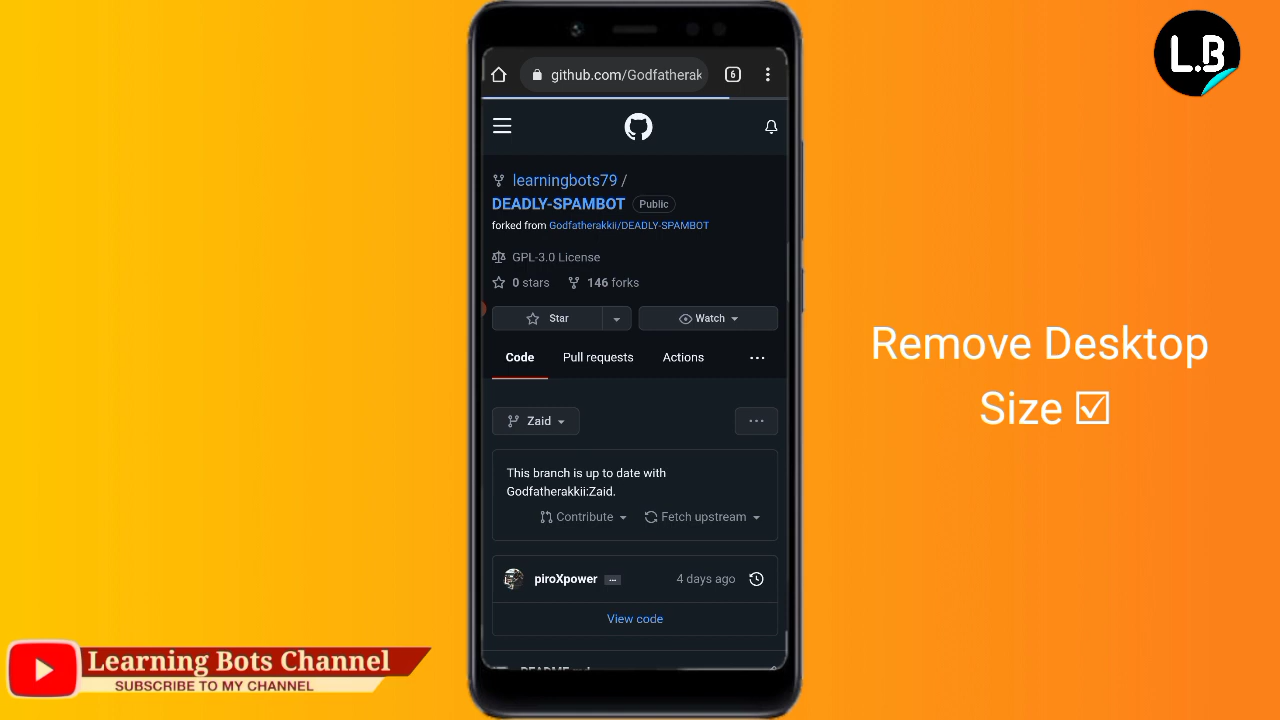 L.B
github.com/Godfatherak
6
learningbots79 /
DEADLY-SPAMBOT Public
forked from Godfatherakkii/DEADLY-SPAMBOT
GPL-3.0 License
0 stars 146 forks
Star Watch
Code Pull requests Actions ...
Zaid ...
This branch is up to date with
Godfatherakkii:Zaid.
Contribute Fetch upstream
piroXpower ... 4 days ago
View code
Remove Desktop
Size ☑
Learning Bots Channel
SUBSCRIBE TO MY CHANNEL